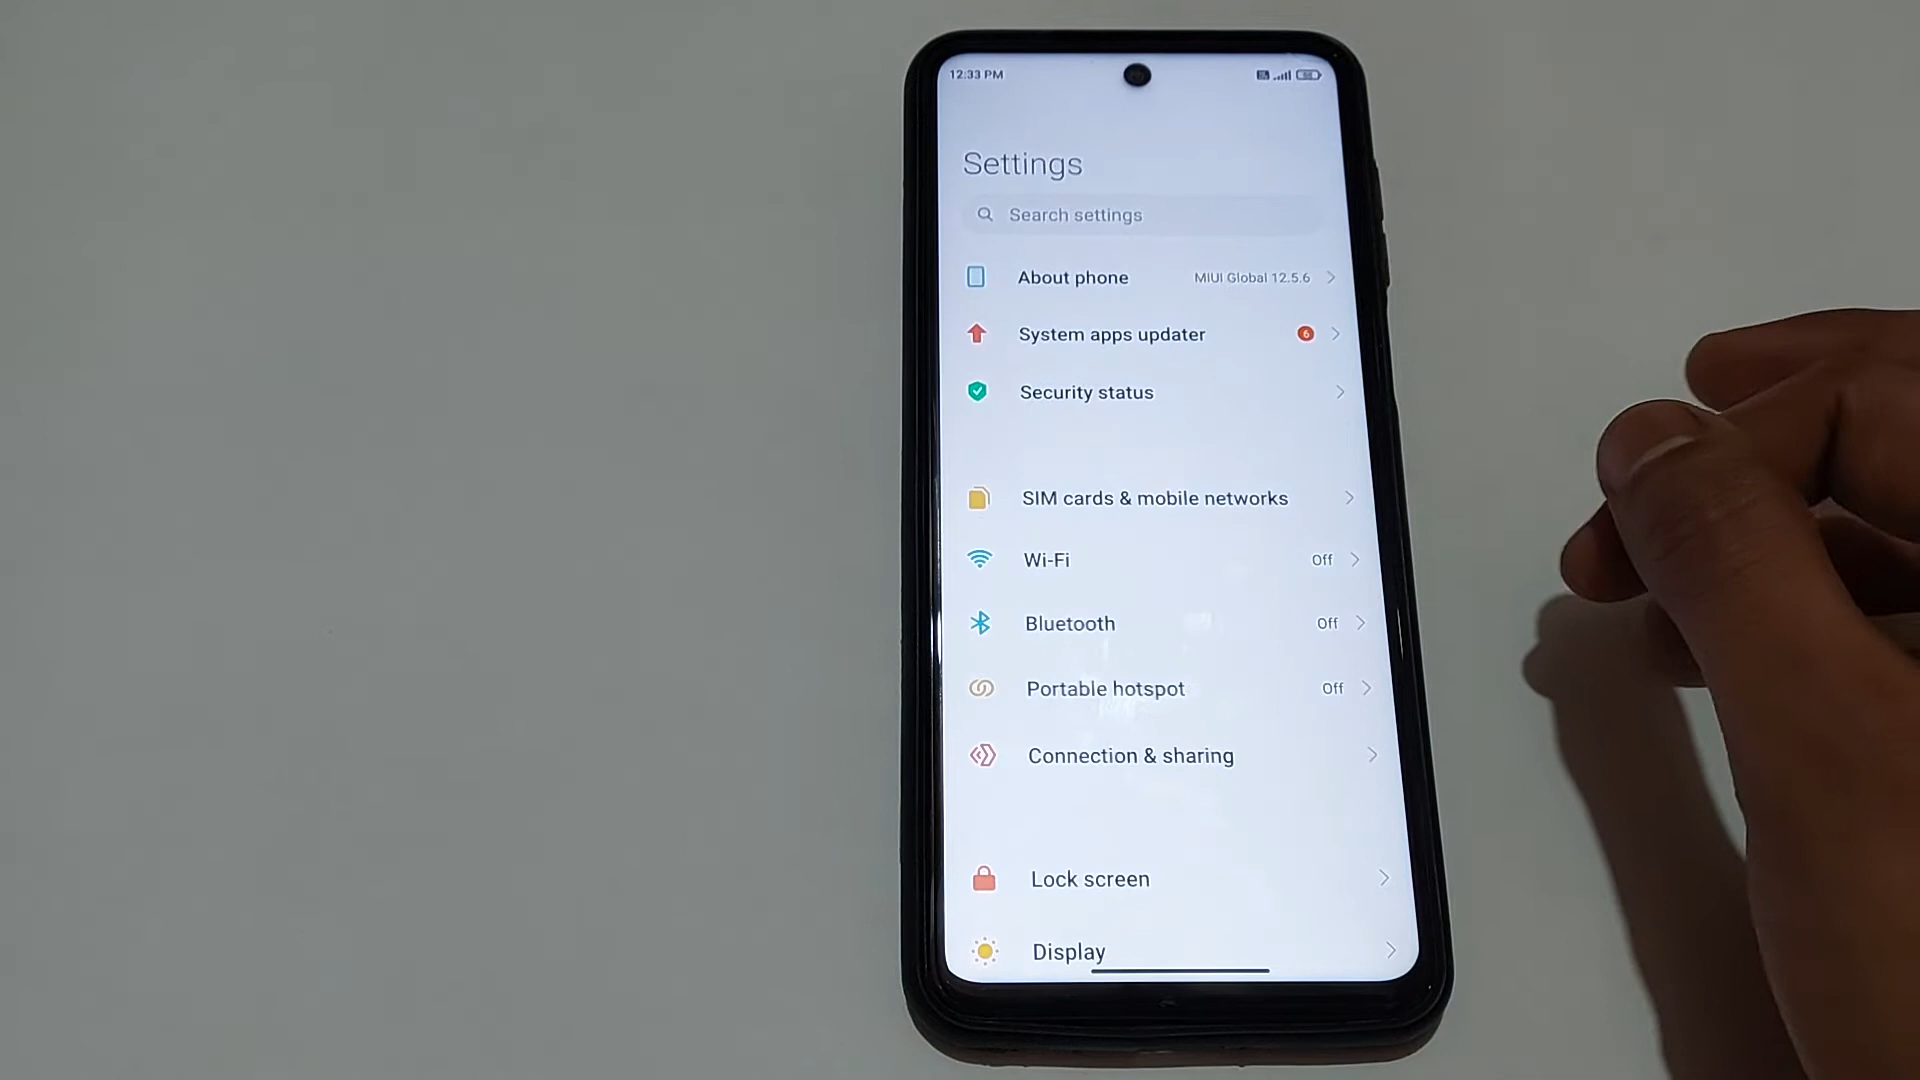 12:33 PM
Settings
Search settings
About phone MIUI Global 12.5.6
System apps updater 6
Security status
SIM cards & mobile networks
Wi-Fi Off
Bluetooth Off
Portable hotspot Off
Connection & sharing
Lock screen
Display